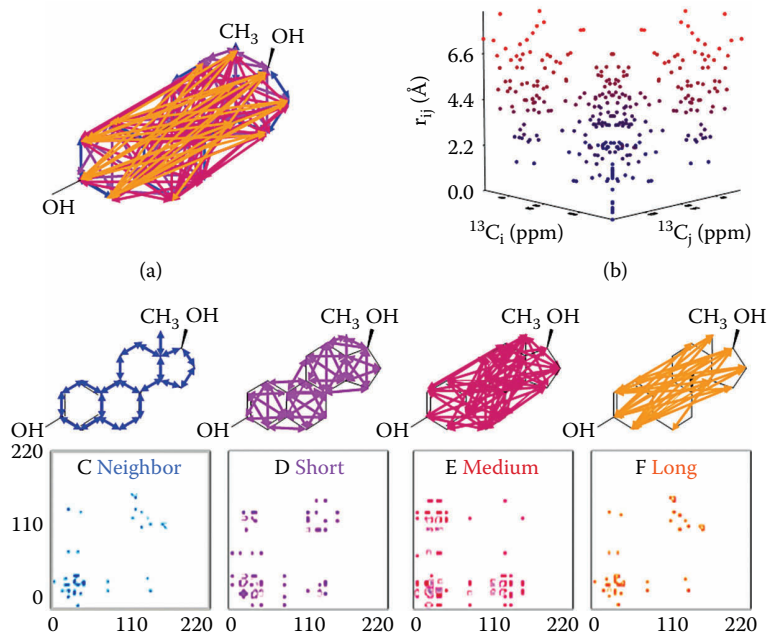 CH3 OH
OH
(a)
rij (Å)
6.6
4.4
2.2
0.0
13Ci (ppm)
13Cj (ppm)
(b)
CH3 OH
OH
CH3 OH
OH
CH3 OH
OH
CH3 OH
OH
220
110
0
C Neighbor
D Short
E Medium
F Long
0 110 220
0 110 220
0 110 220
0 110 220